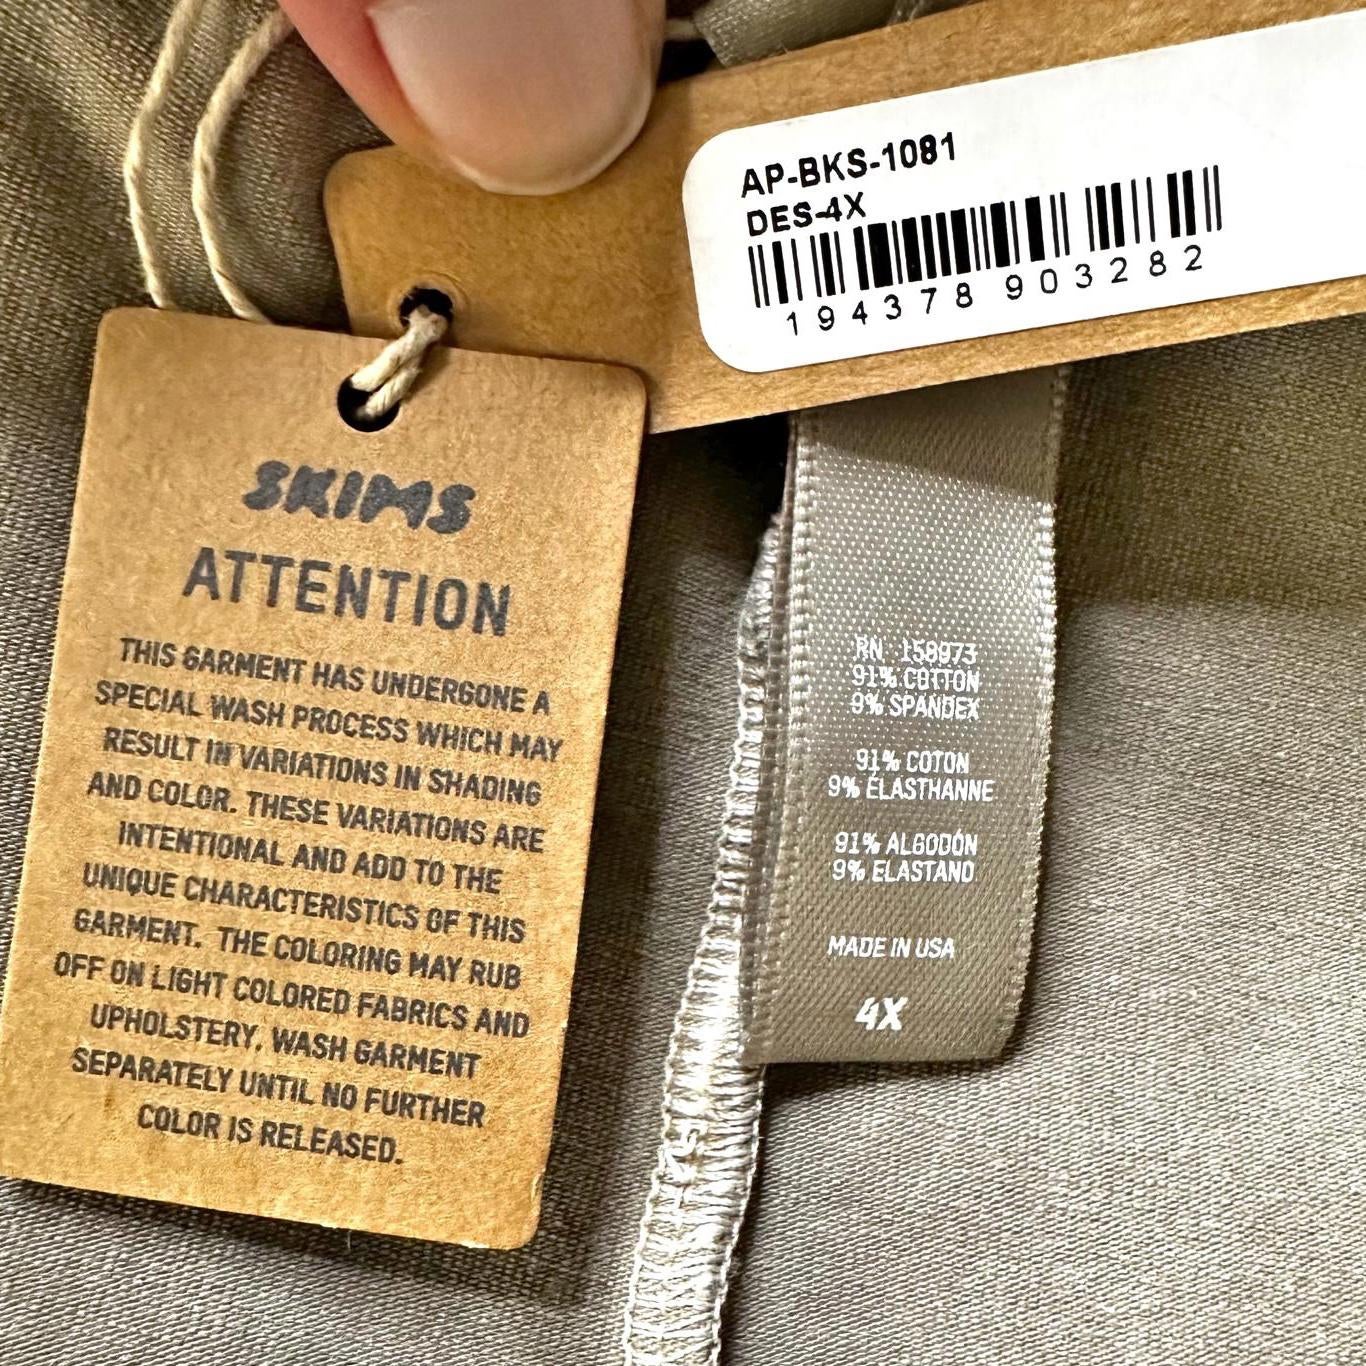 AP-BKS-1081
DES-4X
194378 903282
SKIMS
ATTENTION
THIS GARMENT HAS UNDERGONE A
SPECIAL WASH PROCESS WHICH MAY
RESULT IN VARIATIONS IN SHADING
AND COLOR. THESE VARIATIONS ARE
INTENTIONAL AND ADD TO THE
UNIQUE CHARACTERISTICS OF THIS
GARMENT. THE COLORING MAY RUB
OFF ON LIGHT COLORED FABRICS AND
UPHOLSTERY. WASH GARMENT
SEPARATELY UNTIL NO FURTHER
COLOR IS RELEASED.
RN 158973
91% COTTON
9% SPANDEX
91% COTON
9% ÉLASTHANNE
91% ALGODÓN
9% ELASTANO
MADE IN USA
4X